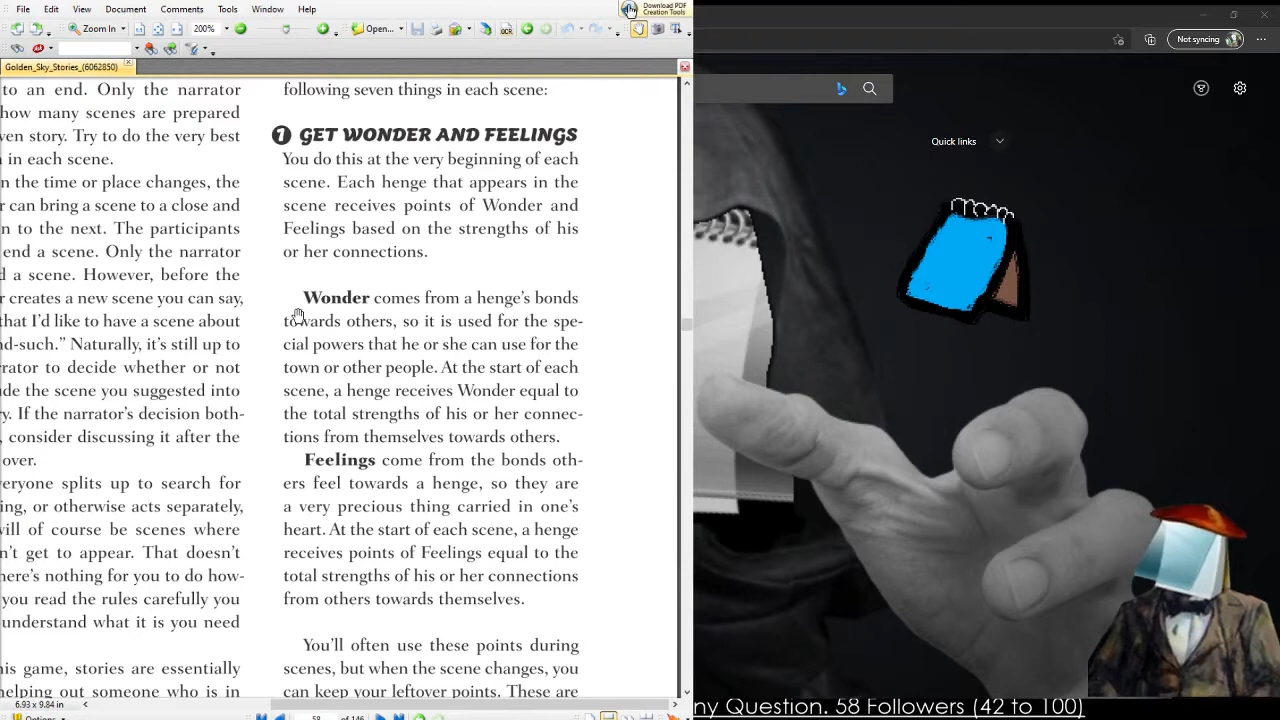 File Edit View Document Comments Tools Window Help
Download PDF
Creation Tools
Zoom In 200% Open...
Golden_Sky_Stories_(6062850)
Not syncing
Quick links
to an end. Only the narrator
how many scenes are prepared
ven story. Try to do the very best
in each scene.
n the time or place changes, the
r can bring a scene to a close and
n to the next. The participants
end a scene. Only the narrator
d a scene. However, before the
r creates a new scene you can say,
that I'd like to have a scene about
nd-such." Naturally, it's still up to
rrator to decide whether or not
de the scene you suggested into
y. If the narrator's decision both-
, consider discussing it after the
over.
veryone splits up to search for
ing, or otherwise acts separately,
vill of course be scenes where
n't get to appear. That doesn't
here's nothing for you to do how-
you read the rules carefully you
understand what it is you need
his game, stories are essentially
helping out someone who is in
following seven things in each scene:
1 GET WONDER AND FEELINGS
You do this at the very beginning of each
scene. Each henge that appears in the
scene receives points of Wonder and
Feelings based on the strengths of his
or her connections.
Wonder comes from a henge's bonds
towards others, so it is used for the spe-
cial powers that he or she can use for the
town or other people. At the start of each
scene, a henge receives Wonder equal to
the total strengths of his or her connec-
tions from themselves towards others.
Feelings come from the bonds oth-
ers feel towards a henge, so they are
a very precious thing carried in one's
heart. At the start of each scene, a henge
receives points of Feelings equal to the
total strengths of his or her connections
from others towards themselves.
You'll often use these points during
scenes, but when the scene changes, you
can keep your leftover points. These are
6.93 x 9.84 in
Options 58 of 146
ny Question. 58 Followers (42 to 100)